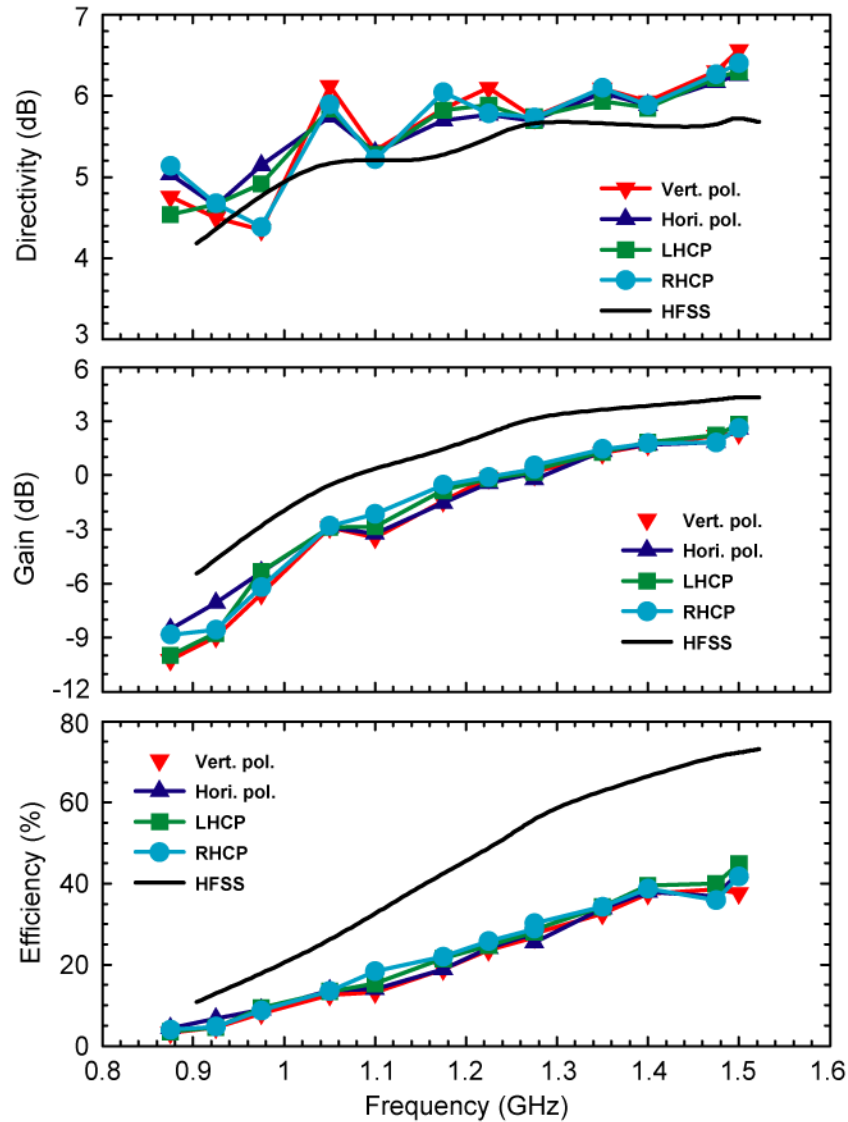 7
6
5
4
3
Directivity (dB)
Vert. pol.
Hori. pol.
LHCP
RHCP
HFSS
6
3
0
-3
-6
-9
-12
Gain (dB)
Vert. pol.
Hori. pol.
LHCP
RHCP
HFSS
80
60
40
20
0
Efficiency (%)
Vert. pol.
Hori. pol.
LHCP
RHCP
HFSS
0.8 0.9 1 1.1 1.2 1.3 1.4 1.5 1.6
Frequency (GHz)